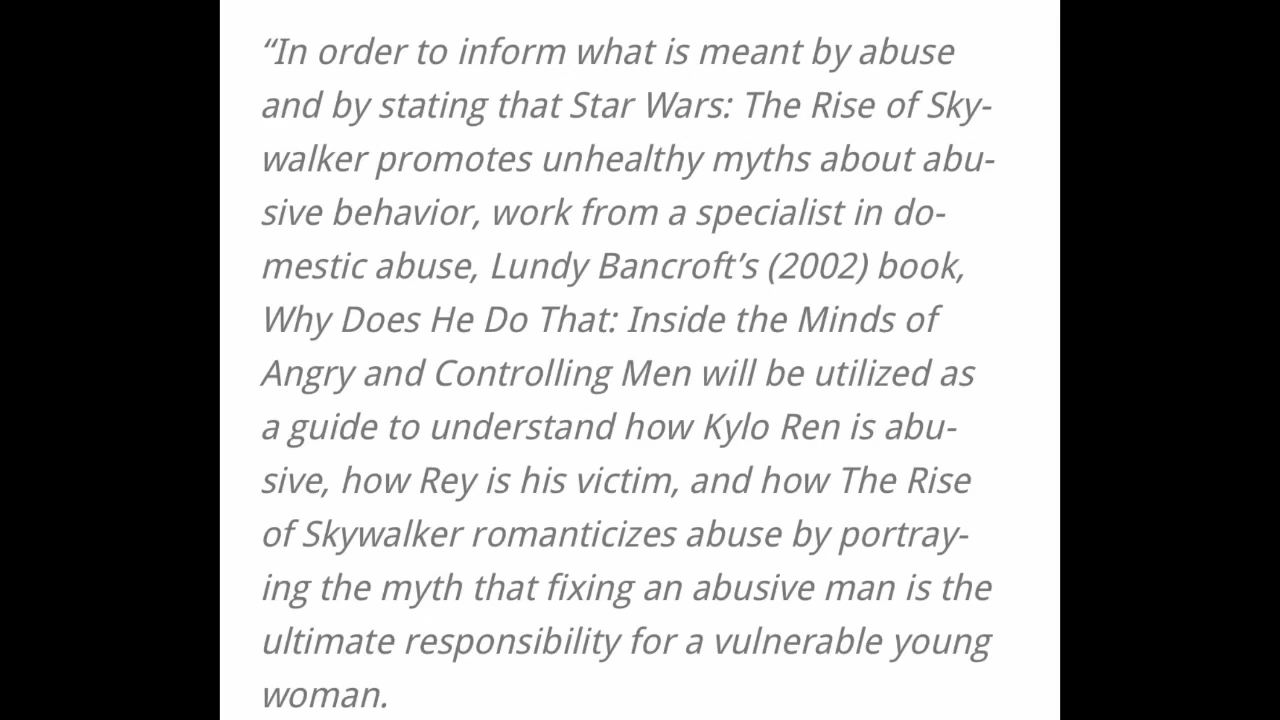 “In order to inform what is meant by abuse
and by stating that Star Wars: The Rise of Sky-
walker promotes unhealthy myths about abu-
sive behavior, work from a specialist in do-
mestic abuse, Lundy Bancroft’s (2002) book,
Why Does He Do That: Inside the Minds of
Angry and Controlling Men will be utilized as
a guide to understand how Kylo Ren is abu-
sive, how Rey is his victim, and how The Rise
of Skywalker romanticizes abuse by portray-
ing the myth that fixing an abusive man is the
ultimate responsibility for a vulnerable young
woman.